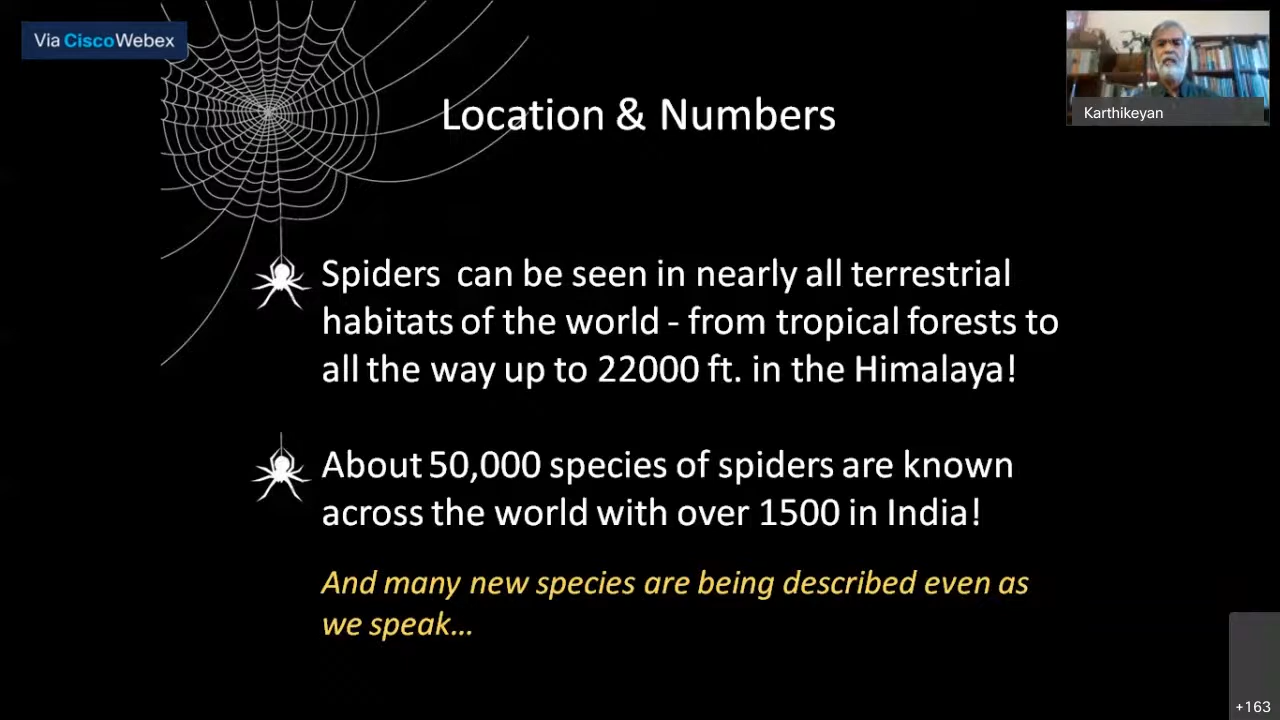 Via CiscoWebex
Karthikeyan
Location & Numbers
Spiders can be seen in nearly all terrestrial
habitats of the world - from tropical forests to
all the way up to 22000 ft. in the Himalaya!
About 50,000 species of spiders are known
across the world with over 1500 in India!
And many new species are being described even as
we speak...
+163